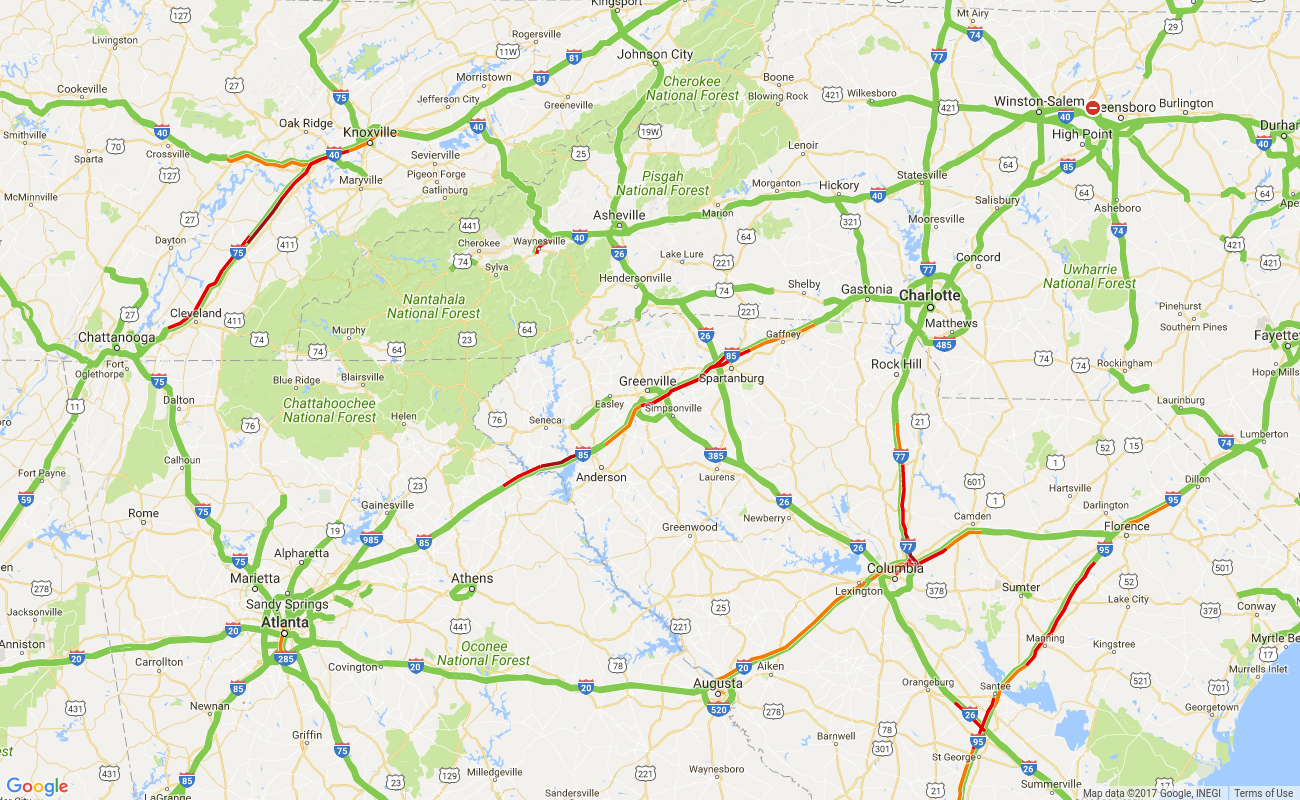 Kingsport
Mt Airy
127
Livingston
Rogersville
29
11W
81
Johnson City
74
77
Cookeville
27
75
Morristown
81
Cherokee
National Forest
Boone
Blowing Rock
421
Wilkesboro
Jefferson City
Greeneville
Winston-Salem
eensboro
Burlington
421
40
Oak Ridge
Knoxville
40
40
19W
High Point
Smithville
70
Crossville
Sparta
40
25
Lenoir
Sevierville
Pigeon Forge
Gatlinburg
Maryville
127
Pisgah
National Forest
Morganton
Hickory
Statesville
64
85
40
64
64
McMinnville
Asheville
Marion
40
321
Salisbury
Asheboro
Mooresville
74
27
Dayton
411
75
441
Cherokee
74
Waynesville
40
26
64
Lake Lure
221
421
421
Sylva
Hendersonville
74
Shelby
Gastonia
77
Concord
Uwharrie
National Forest
Charlotte
Nantahala
National Forest
221
Cleveland
27
411
Pinehurst
Southern Pines
Chattanooga
Murphy
64
23
64
26
Gaffney
85
Matthews
485
74
74
Fort
Oglethorpe
74
Rock Hill
74
74
Rockingham
Hope Mills
75
Dalton
Blue Ridge
Blairsville
Greenville
Spartanburg
11
Chattahoochee
National Forest
Helen
76
76
Easley
Simpsonville
Seneca
21
Laurinburg
Lumberton
74
Calhoun
85
385
77
52
15
1
Fort Payne
59
Anderson
Laurens
601
1
Hartsville
Dillon
95
23
Rome
75
Gainesville
26
Newberry
Camden
Darlington
Florence
19
985
85
Greenwood
26
77
95
Alpharetta
75
Marietta
Athens
Columbia
501
278
Sandy Springs
Lexington
378
Sumter
52
Lake City
Jacksonville
Atlanta
20
441
25
221
378
Conway
Anniston
285
Oconee
National Forest
Manning
Kingstree
17
20
Carrollton
Covington
20
78
20
Aiken
Murrells Inlet
Augusta
20
Orangeburg
Santee
521
701
85
Newnan
520
278
26
Georgetown
431
Griffin
75
78
301
Barnwell
95
St George
431
129
Milledgeville
221
Waynesboro
26
Summerville
17
85
23
LaGrange
Sandersville
Google
Map data ©2017 Google, INEGI
Terms of Use